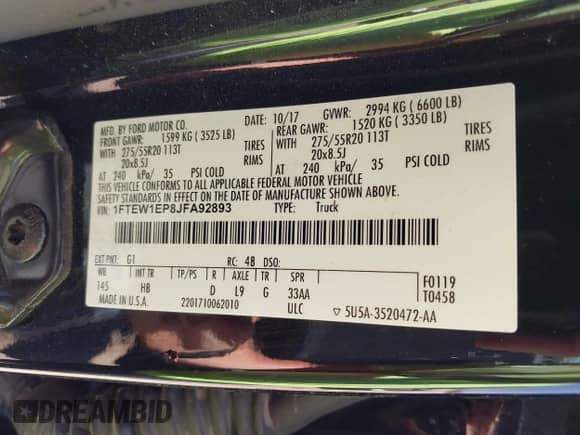 MFD. BY FORD MOTOR CO.
DATE: 10/17 GVWR: 2994 KG ( 6600 LB)
FRONT GAWR: 1599 KG ( 3525 LB) REAR GAWR: 1520 KG ( 3350 LB)
WITH 275/55R20 113T TIRES WITH 275/55R20 113T TIRES
20x8.5J RIMS 20x8.5J RIMS
AT 240 kPa/ 35 PSI COLD AT 240 kPa/ 35 PSI COLD
THIS VEHICLE CONFORMS TO ALL APPLICABLE FEDERAL MOTOR VEHICLE
SAFETY STANDARDS IN EFFECT ON THE DATE OF MANUFACTURE SHOWN ABOVE.
VIN: 1FTEW1EP8JFA92893 TYPE: Truck
EXT PNT: G1 RC: 48 DSO:
WB INT TR TP/PS R AXLE TR SPR
145 HB D L9 G 33AA
F0119
T0458
MADE IN U.S.A. 2201710062010 ULC
5U5A-3520472-AA
DREAMBID